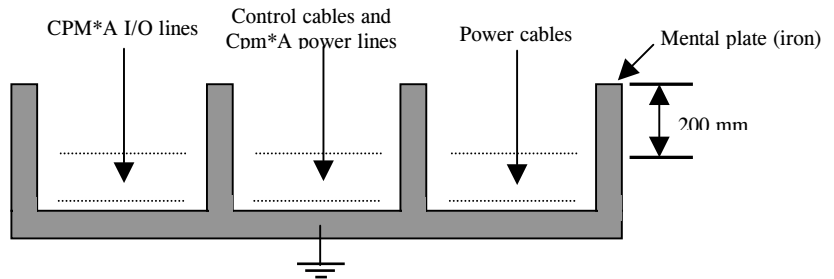 CPM*A I/O lines
Control cables and
Cpm*A power lines
Power cables
Mental plate (iron)
200 mm